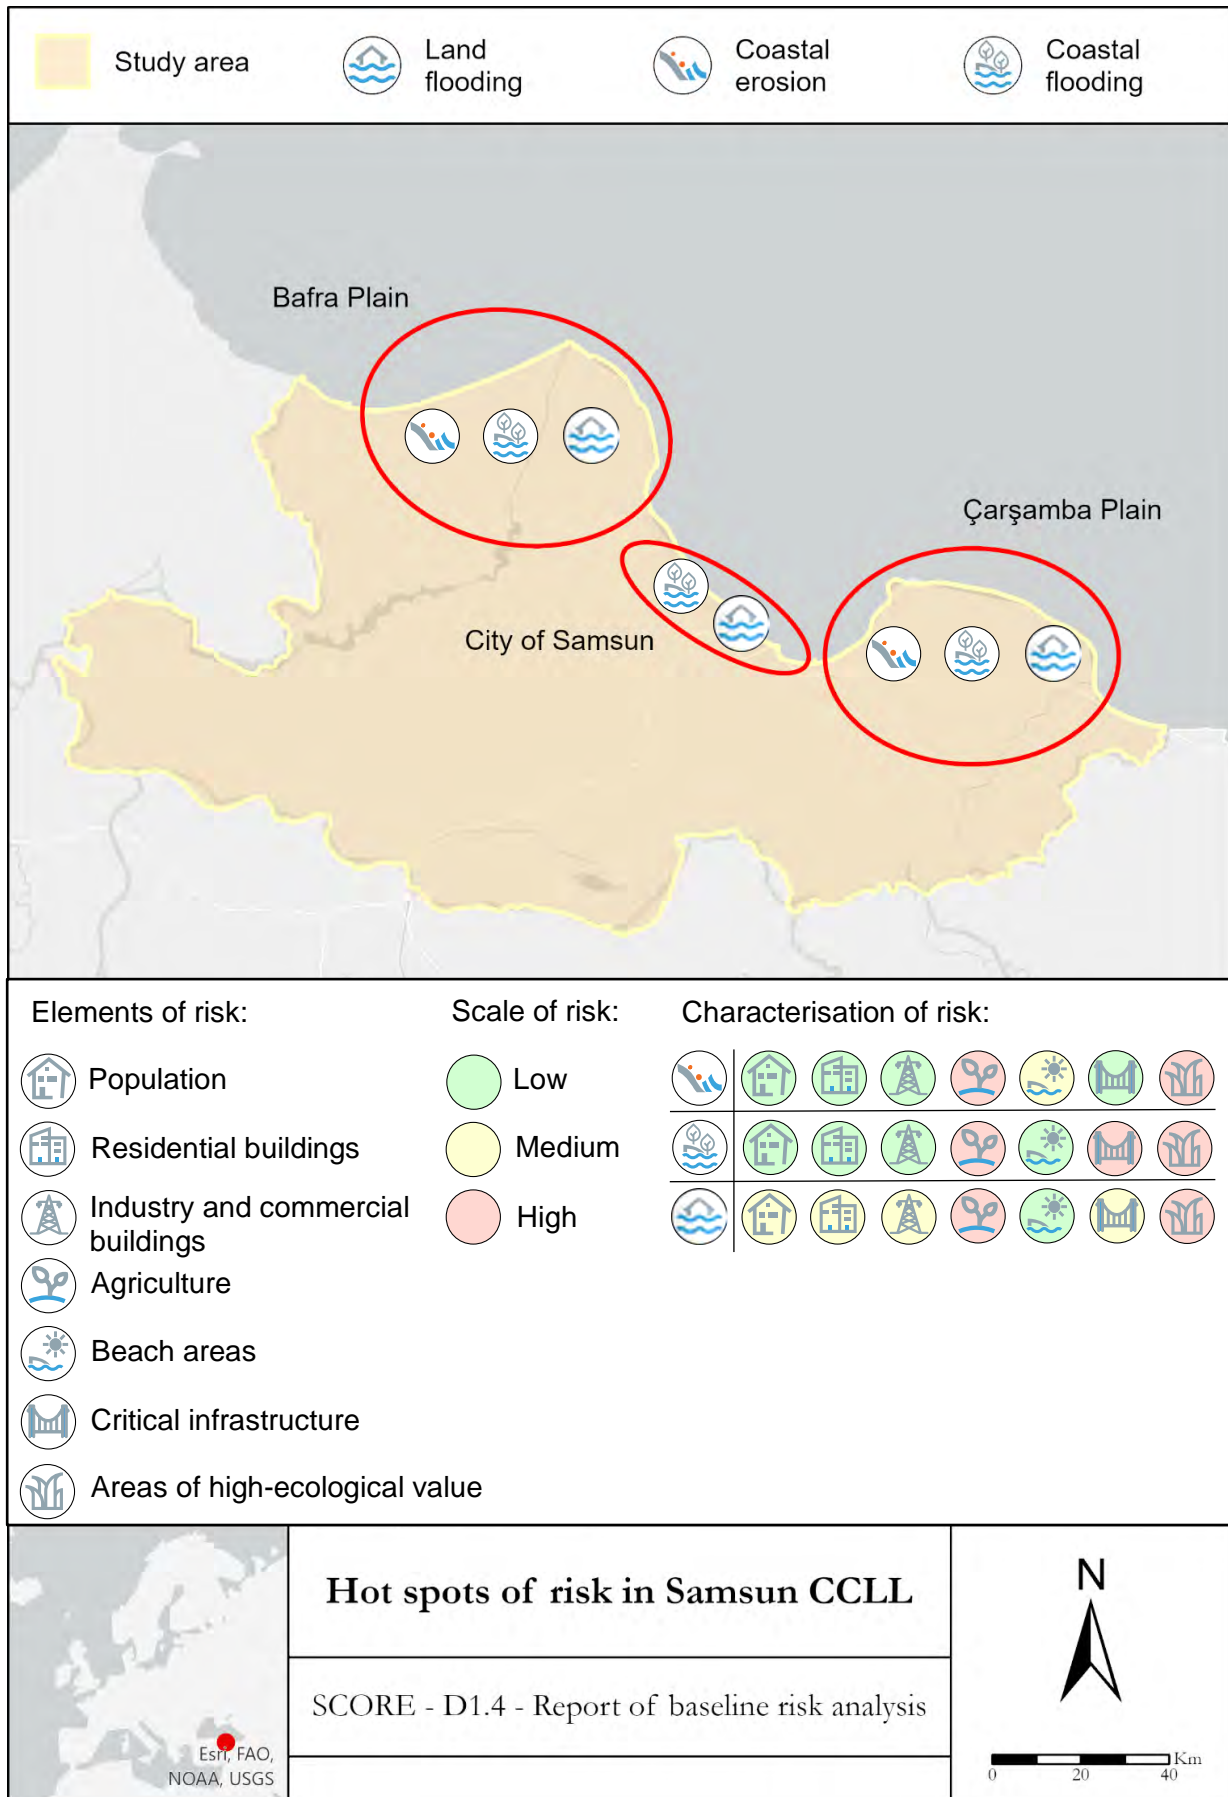 Study area
Land
flooding
Coastal
erosion
Coastal
flooding
Bafra Plain
Çarşamba Plain
City of Samsun
Elements of risk:
Scale of risk:
Characterisation of risk:
Population
Low
Residential buildings
Medium
Industry and commercial
buildings
High
Agriculture
Beach areas
Critical infrastructure
Areas of high-ecological value
Hot spots of risk in Samsun CCLL
SCORE - D1.4 - Report of baseline risk analysis
Esri, FAO,
NOAA, USGS
N
Km
0 20 40